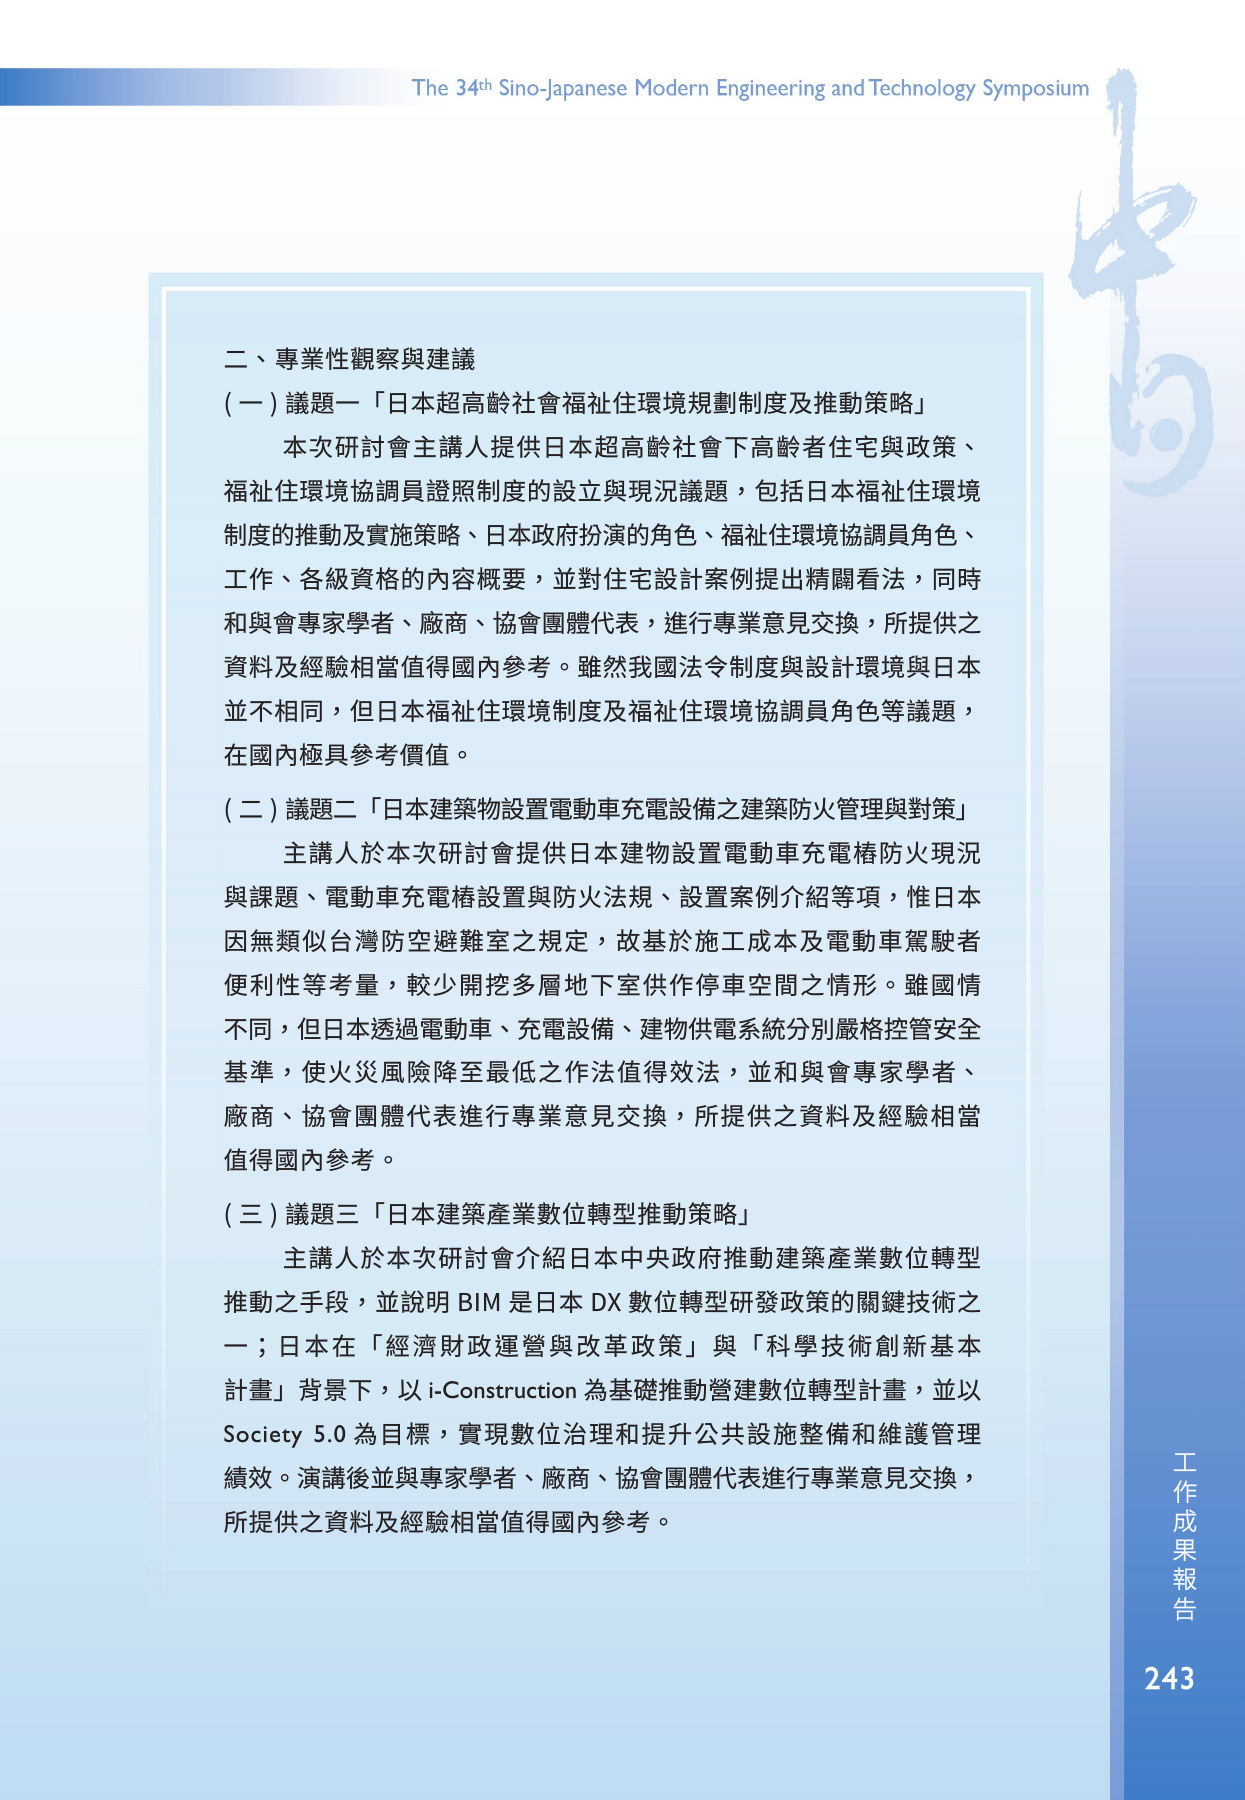 The 34th Sino-Japanese Modern Engineering and Technology Symposium
二、專業性觀察與建議
( 一 ) 議題一「日本超高齡社會福祉住環境規劃制度及推動策略」
本次研討會主講人提供日本超高齡社會下高齡者住宅與政策、
福祉住環境協調員證照制度的設立與現況議題，包括日本福祉住環境
制度的推動及實施策略、日本政府扮演的角色、福祉住環境協調員角色、
工作、各級資格的內容概要，並對住宅設計案例提出精闢看法，同時
和與會專家學者、廠商、協會團體代表，進行專業意見交換，所提供之
資料及經驗相當值得國內參考。雖然我國法令制度與設計環境與日本
並不相同，但日本福祉住環境制度及福祉住環境協調員角色等議題，
在國內極具參考價值。
( 二 ) 議題二「日本建築物設置電動車充電設備之建築防火管理與對策」
主講人於本次研討會提供日本建物設置電動車充電樁防火現況
與課題、電動車充電樁設置與防火法規、設置案例介紹等項，惟日本
因無類似台灣防空避難室之規定，故基於施工成本及電動車駕駛者
便利性等考量，較少開挖多層地下室供作停車空間之情形。雖國情
不同，但日本透過電動車、充電設備、建物供電系統分別嚴格控管安全
基準，使火災風險降至最低之作法值得效法，並和與會專家學者、
廠商、協會團體代表進行專業意見交換，所提供之資料及經驗相當
值得國內參考。
( 三 ) 議題三「日本建築產業數位轉型推動策略」
主講人於本次研討會介紹日本中央政府推動建築產業數位轉型
推動之手段，並說明 BIM 是日本 DX 數位轉型研發政策的關鍵技術之
一；日本在「經濟財政運營與改革政策」與「科學技術創新基本
計畫」背景下，以 i-Construction 為基礎推動營建數位轉型計畫，並以
Society 5.0 為目標，實現數位治理和提升公共設施整備和維護管理
績效。演講後並與專家學者、廠商、協會團體代表進行專業意見交換，
所提供之資料及經驗相當值得國內參考。
工作成果報告
243
中日